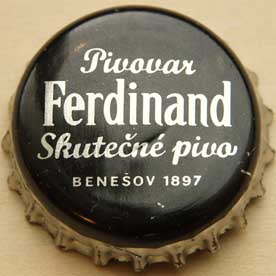 Pivovar
Ferdinand
Skutečné pivo
BENEŠOV 1897